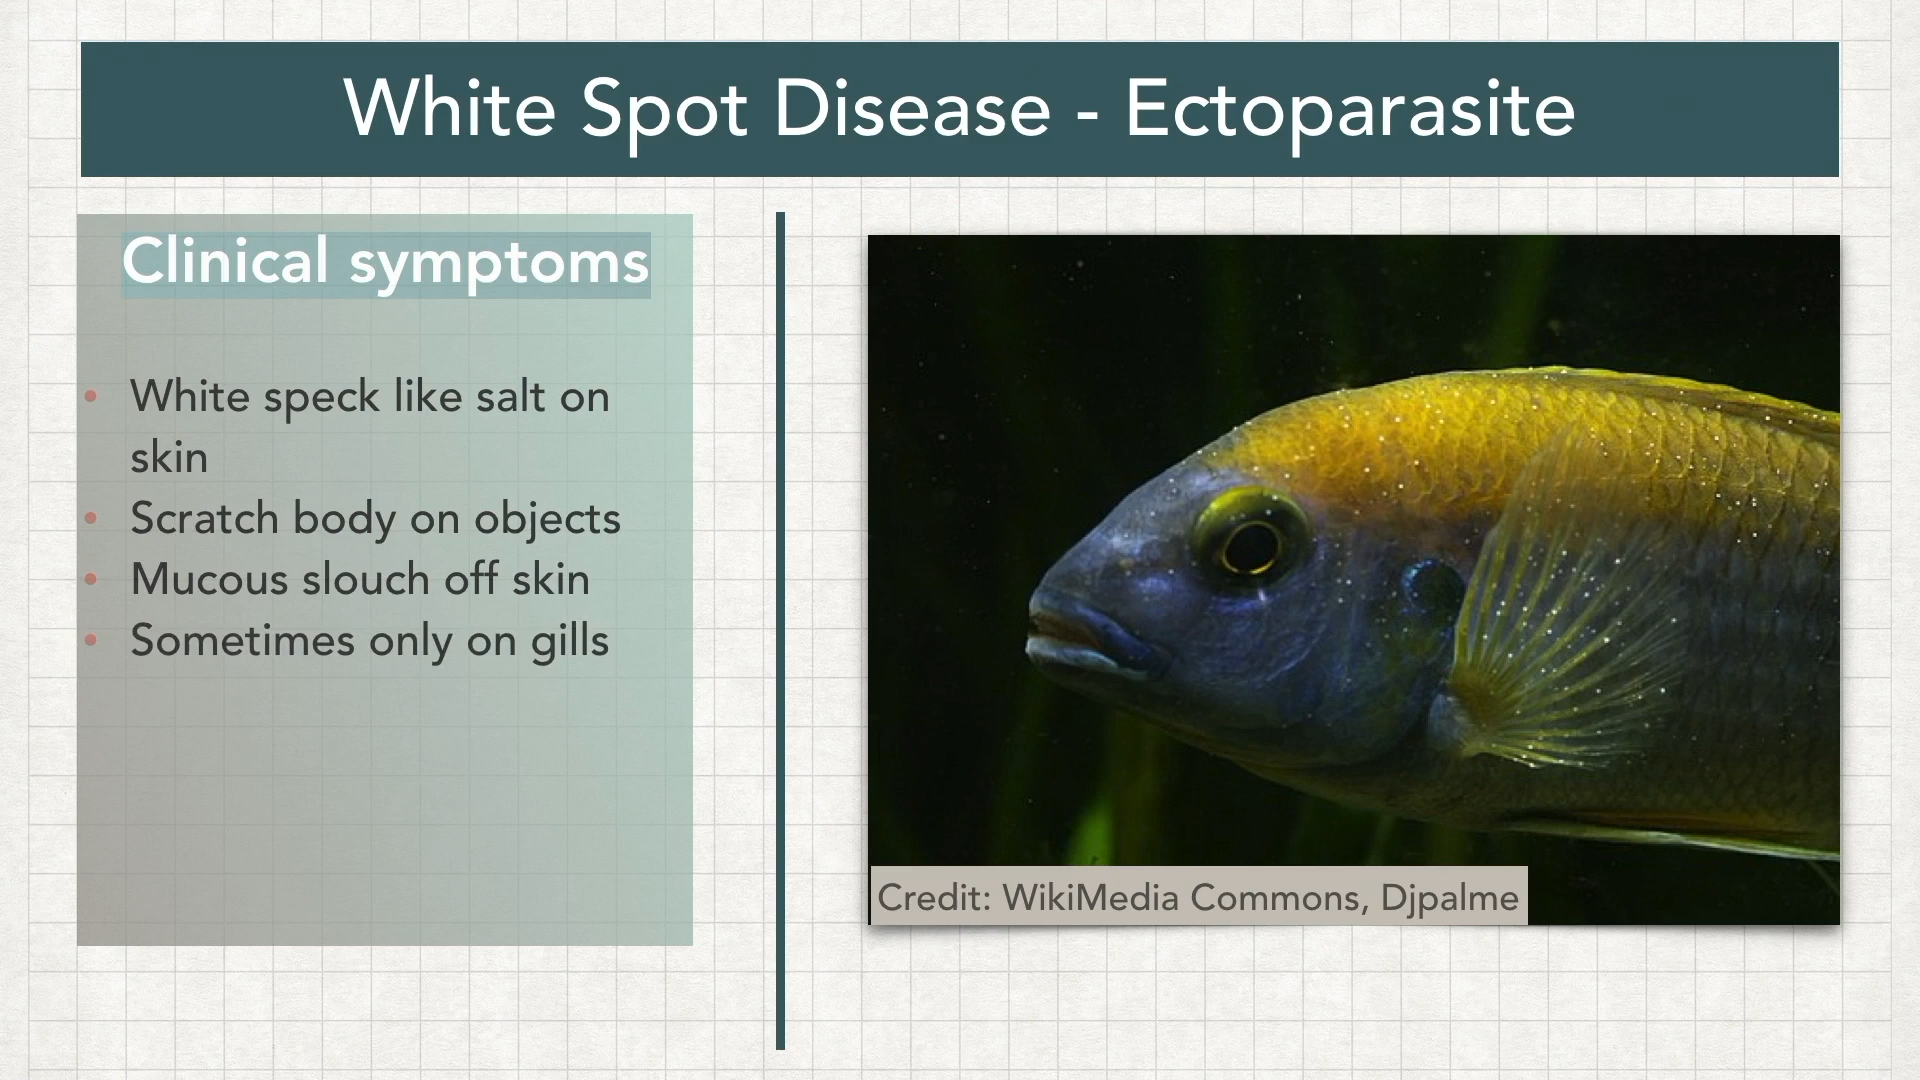 White Spot Disease - Ectoparasite
Clinical symptoms
• White speck like salt on
skin
• Scratch body on objects
• Mucous slouch off skin
• Sometimes only on gills
Credit: WikiMedia Commons, Djpalme